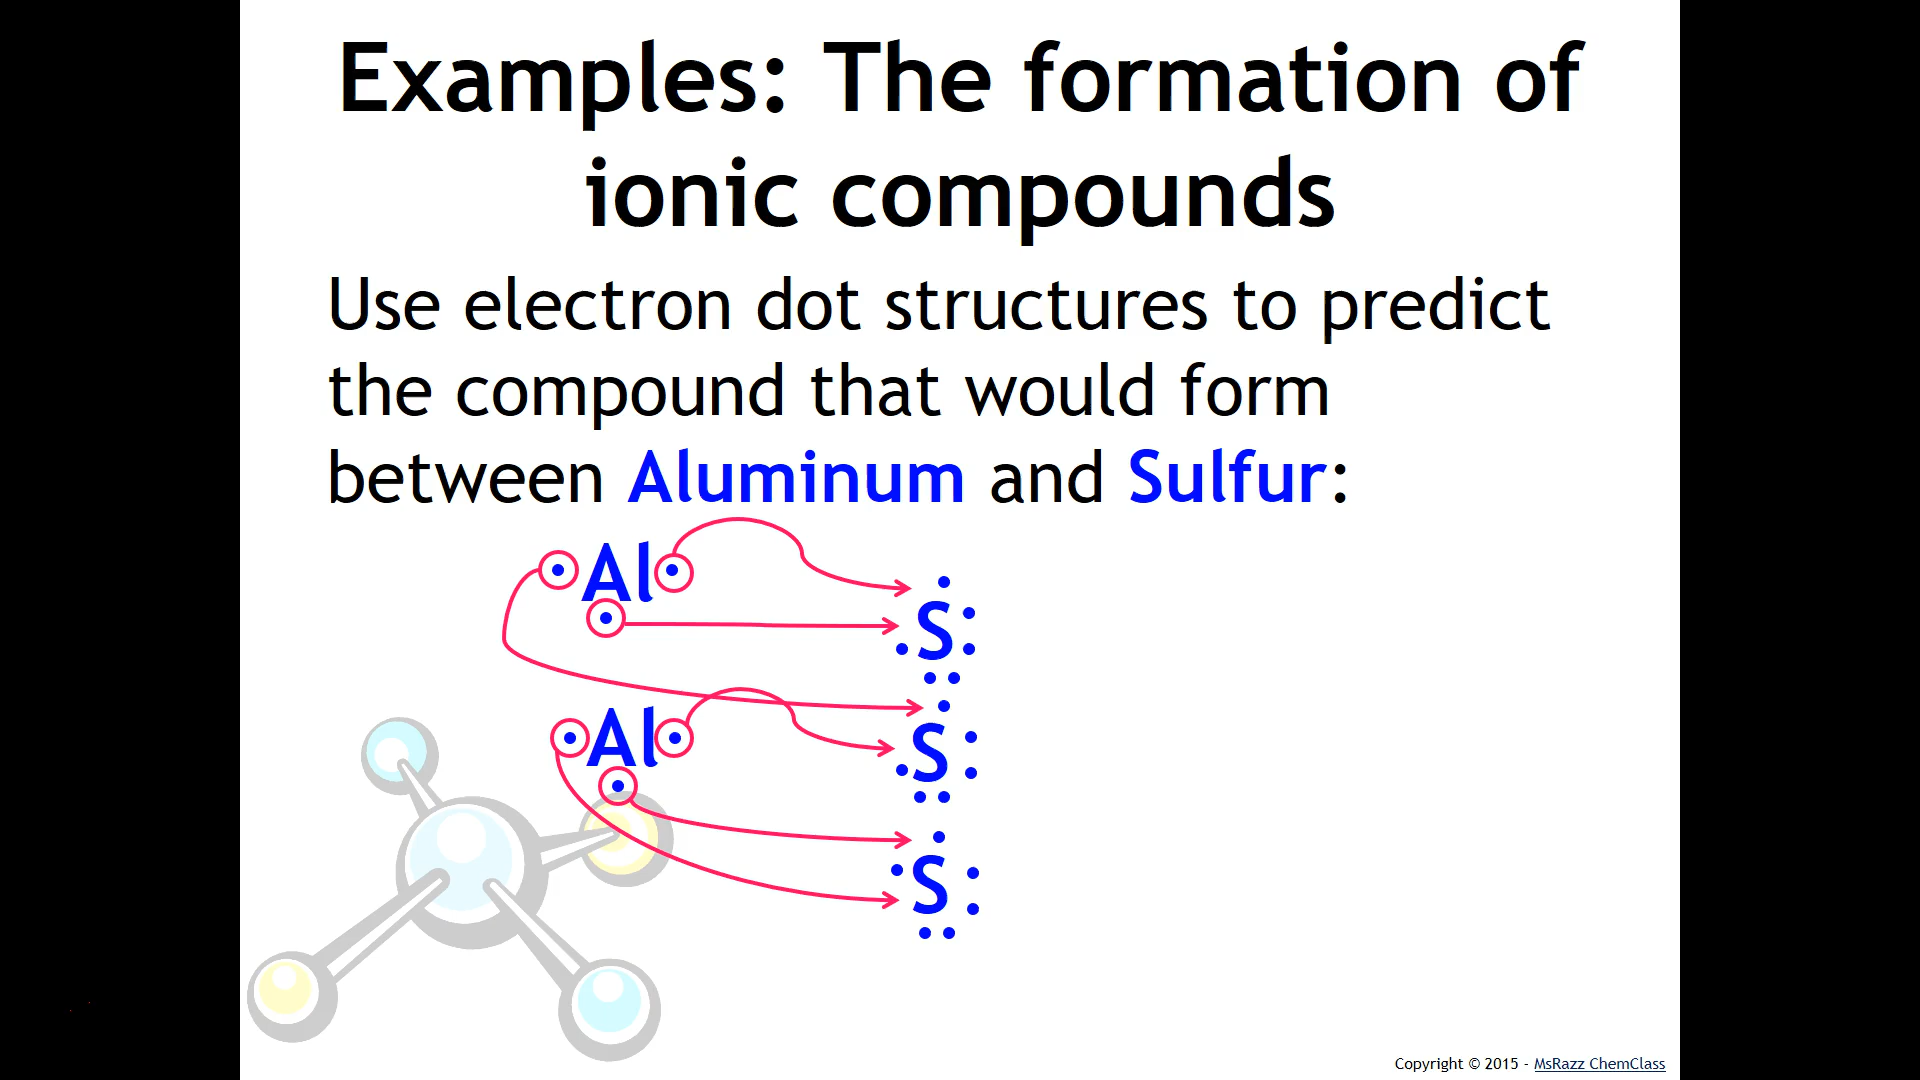 Examples: The formation of
ionic compounds
Use electron dot structures to predict
the compound that would form
between Aluminum and Sulfur:
Al
S
Al
S
S
Copyright © 2015 - MsRazz ChemClass